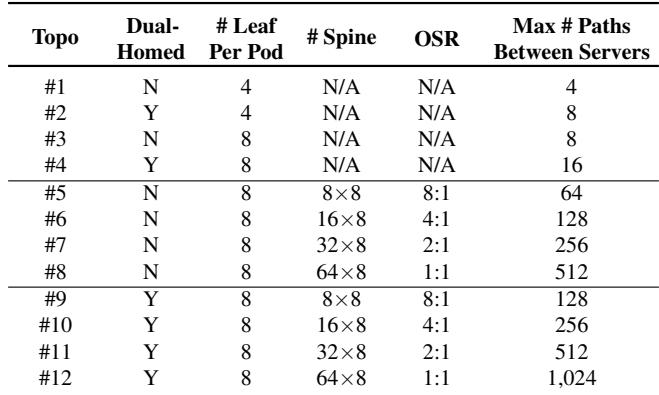 Topo Dual-Homed # Leaf Per Pod # Spine OSR Max # Paths Between Servers
#1 N 4 N/A N/A 4
#2 Y 4 N/A N/A 8
#3 N 8 N/A N/A 8
#4 Y 8 N/A N/A 16
#5 N 8 8×8 8:1 64
#6 N 8 16×8 4:1 128
#7 N 8 32×8 2:1 256
#8 N 8 64×8 1:1 512
#9 Y 8 8×8 8:1 128
#10 Y 8 16×8 4:1 256
#11 Y 8 32×8 2:1 512
#12 Y 8 64×8 1:1 1,024